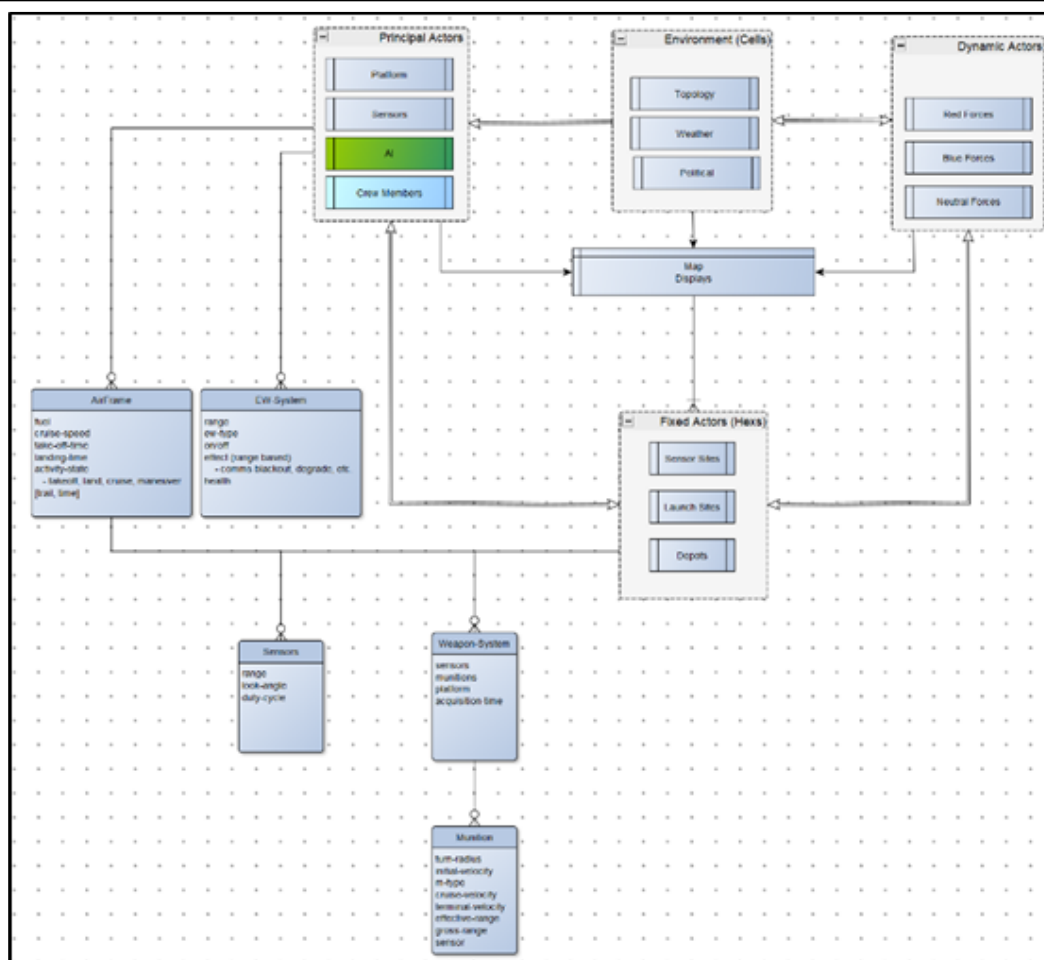 Principal Actors
Platform
Sensors
AI
Crew Members
Environment (Cells)
Topology
Weather
Political
Dynamic Actors
Red Forces
Blue Forces
Neutral Forces
Map
Displays
AirFrame
fuel
cruise-speed
take-off-time
landing-time
activity-state
- takeoff, land, cruise, maneuver
[trail, time]
EW-System
range
ew-type
on/off
effect (range based)
- comms blackout, degrade, etc.
health
Fixed Actors (Hexs)
Sensor Sites
Launch Sites
Depots
Sensors
range
look-angle
duty-cycle
Weapon-System
sensors
munitions
platform
acquisition time
Munition
turn-radius
initial-velocity
m-type
cruise-velocity
terminal-velocity
effective-range
gross-range
sensor